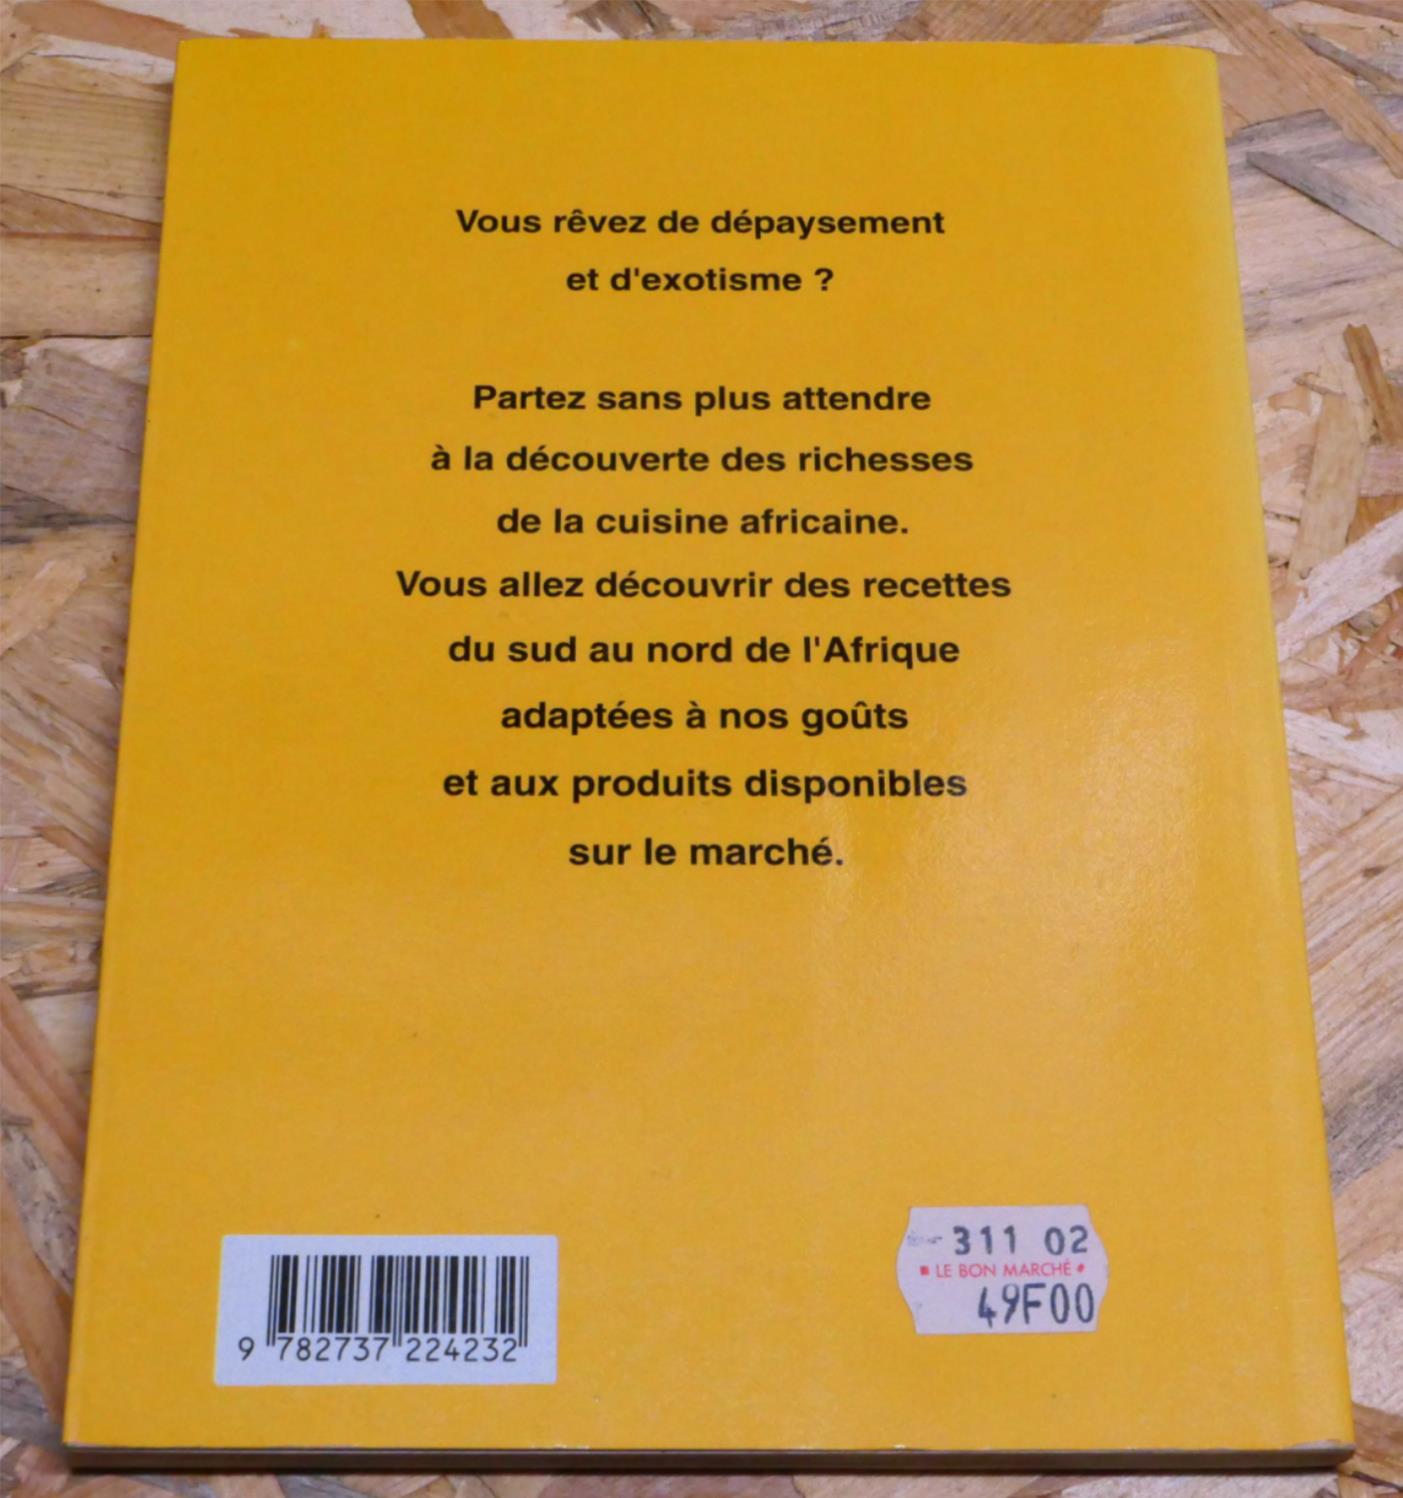 Vous rêvez de dépaysement
et d'exotisme ?
Partez sans plus attendre
à la découverte des richesses
de la cuisine africaine.
Vous allez découvrir des recettes
du sud au nord de l'Afrique
adaptées à nos goûts
et aux produits disponibles
sur le marché.
9 782737 224232
311 02
LE BON MARCHÉ
49F00